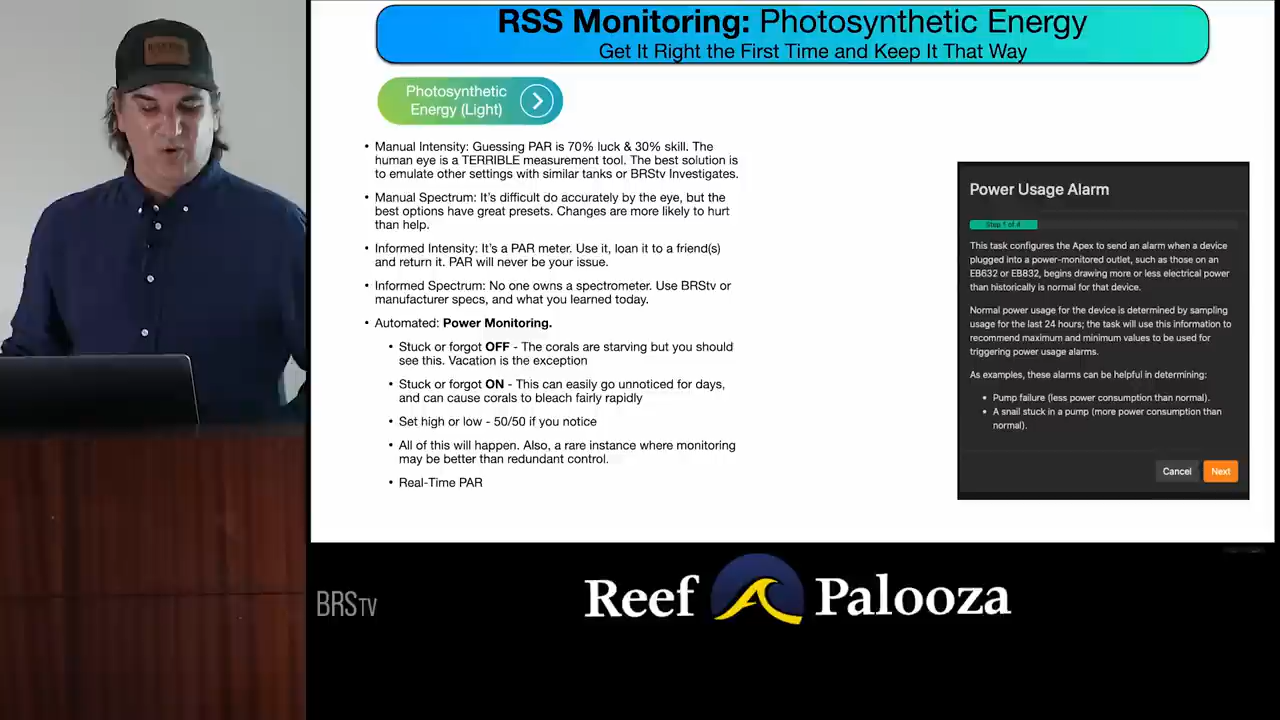 RSS Monitoring: Photosynthetic Energy
Get It Right the First Time and Keep It That Way
Photosynthetic
Energy (Light)
• Manual Intensity: Guessing PAR is 70% luck & 30% skill. The
human eye is a TERRIBLE measurement tool. The best solution is
to emulate other settings with similar tanks or BRStv Investigates.
• Manual Spectrum: It's difficult do accurately by the eye, but the
best options have great presets. Changes are more likely to hurt
than help.
• Informed Intensity: It's a PAR meter. Use it, loan it to a friend(s)
and return it. PAR will never be your issue.
• Informed Spectrum: No one owns a spectrometer. Use BRStv or
manufacturer specs, and what you learned today.
• Automated: Power Monitoring.
• Stuck or forgot OFF - The corals are starving but you should
see this. Vacation is the exception
• Stuck or forgot ON - This can easily go unnoticed for days,
and can cause corals to bleach fairly rapidly
• Set high or low - 50/50 if you notice
• All of this will happen. Also, a rare instance where monitoring
may be better than redundant control.
• Real-Time PAR
Power Usage Alarm
Step 1 of 4
This task configures the Apex to send an alarm when a device
plugged into a power-monitored outlet, such as those on an
EB632 or EB832, begins drawing more or less electrical power
than historically is normal for that device.
Normal power usage for the device is determined by sampling
usage for the last 24 hours; the task will use this information to
recommend maximum and minimum values to be used for
triggering power usage alarms.
As examples, these alarms can be helpful in determining:
• Pump failure (less power consumption than normal).
• A snail stuck in a pump (more power consumption than
normal).
Cancel
Next
BRSTV
Reef Palooza